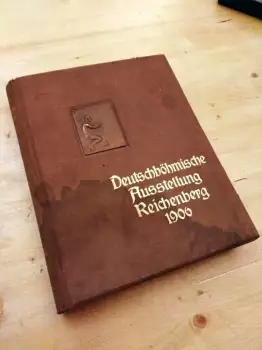 Deutschböhmische
Ausstellung
Reichenberg
1906